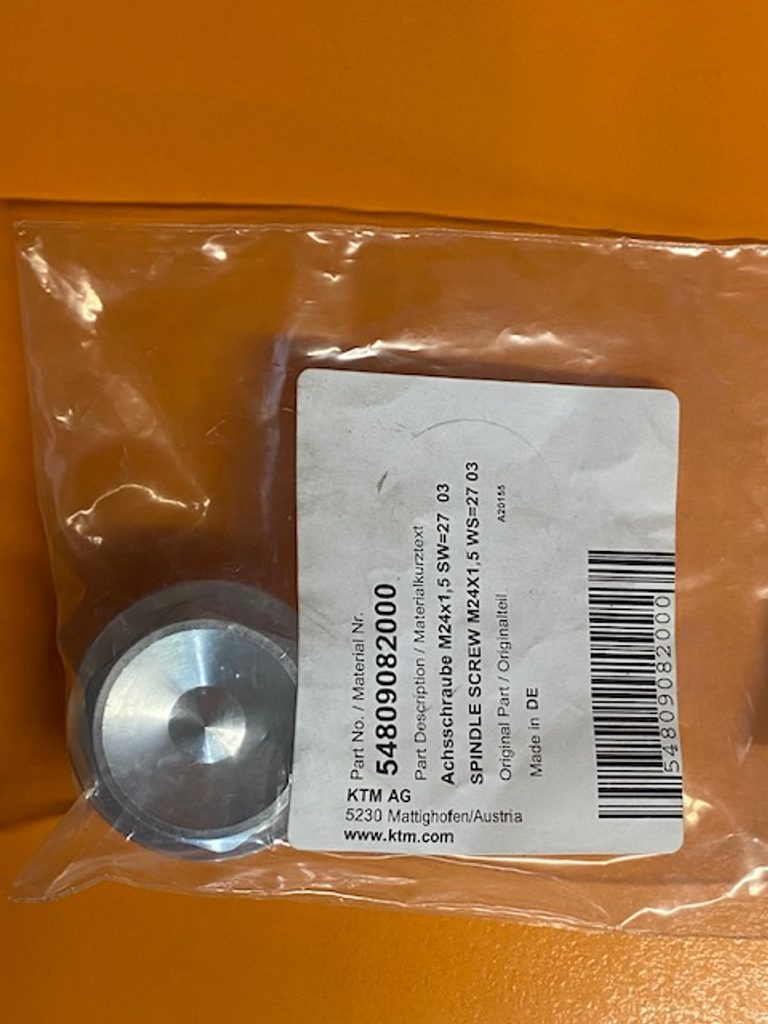 Part No. / Material Nr.
54809082000
Part Description / Materialkurztext
Achsschraube M24x1,5 SW=27 03
SPINDLE SCREW M24X1,5 WS=27 03
Original Part / Originalteil
A20155
Made in DE
KTM AG
5230 Mattighofen/Austria
www.ktm.com
54809082000